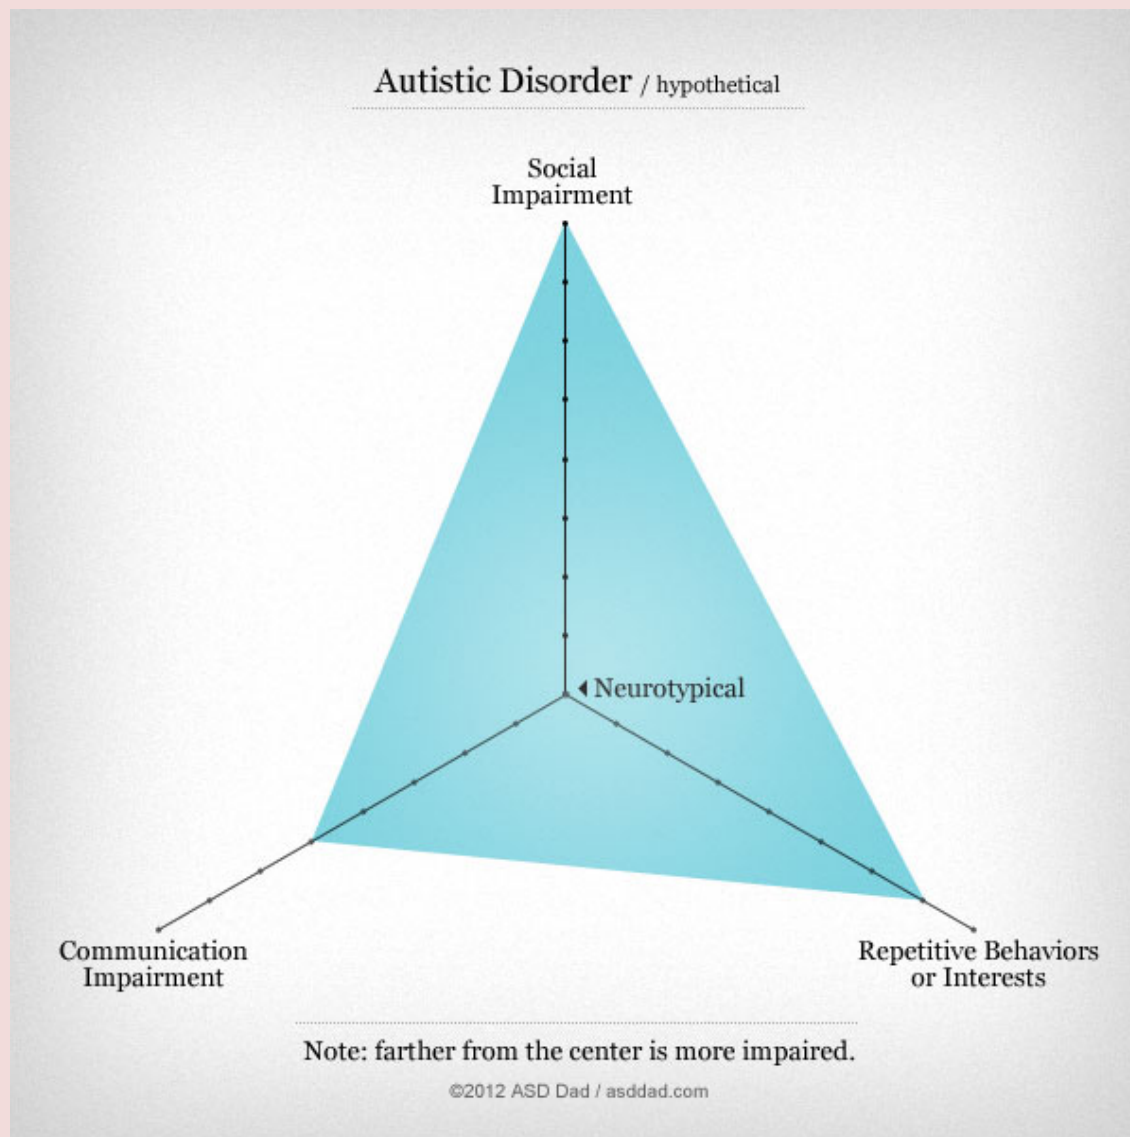 Autistic Disorder / hypothetical
Social
Impairment
Neurotypical
Communication
Impairment
Repetitive Behaviors
or Interests
Note: farther from the center is more impaired.
©2012 ASD Dad / asddad.com